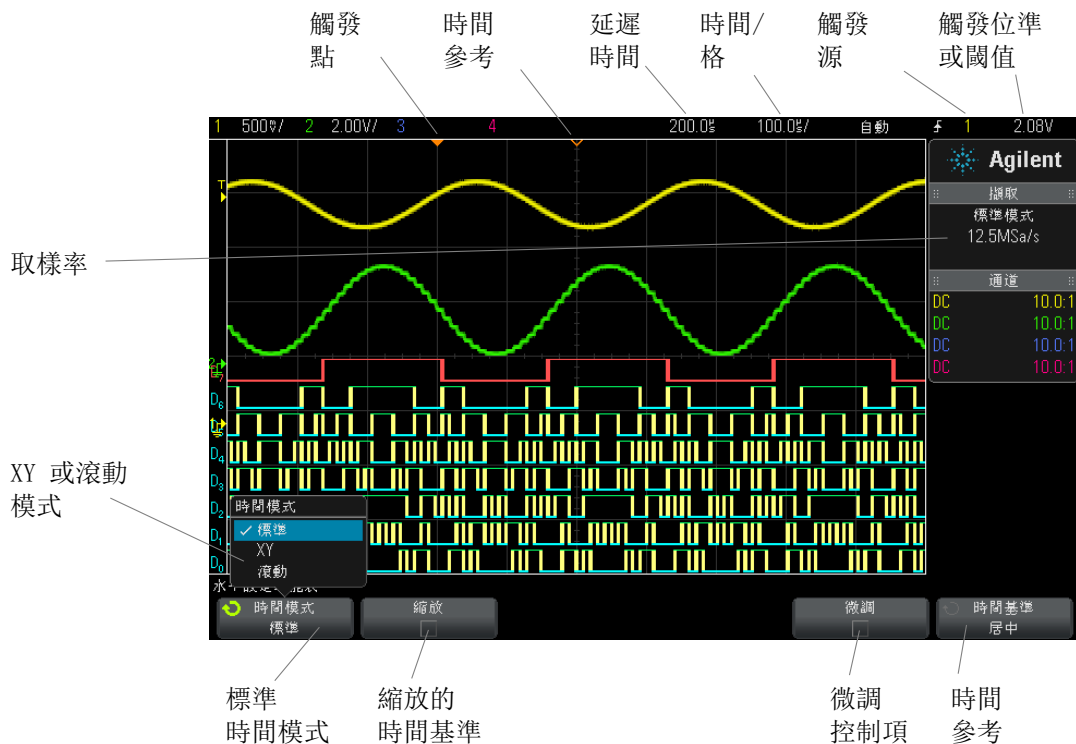 觸發
點
時間
參考
延遲
時間
時間/
格
觸發
源
觸發位準
或閾值
1 500㎷/ 2 2.00V/ 3 4 200.0㎲ 100.0㎲/ 自動 1 2.08V
T
Agilent
擷取
標準模式
12.5MSa/s
通道
DC 10.0:1
DC 10.0:1
DC 10.0:1
DC 10.0:1
取樣率
D6
D4
D3
D2
D1
D0
XY 或滾動
模式
時間模式
標準
XY
滾動
時間模式
標準
縮放
微調
時間基準
居中
標準
時間模式
縮放的
時間基準
微調
控制項
時間
參考